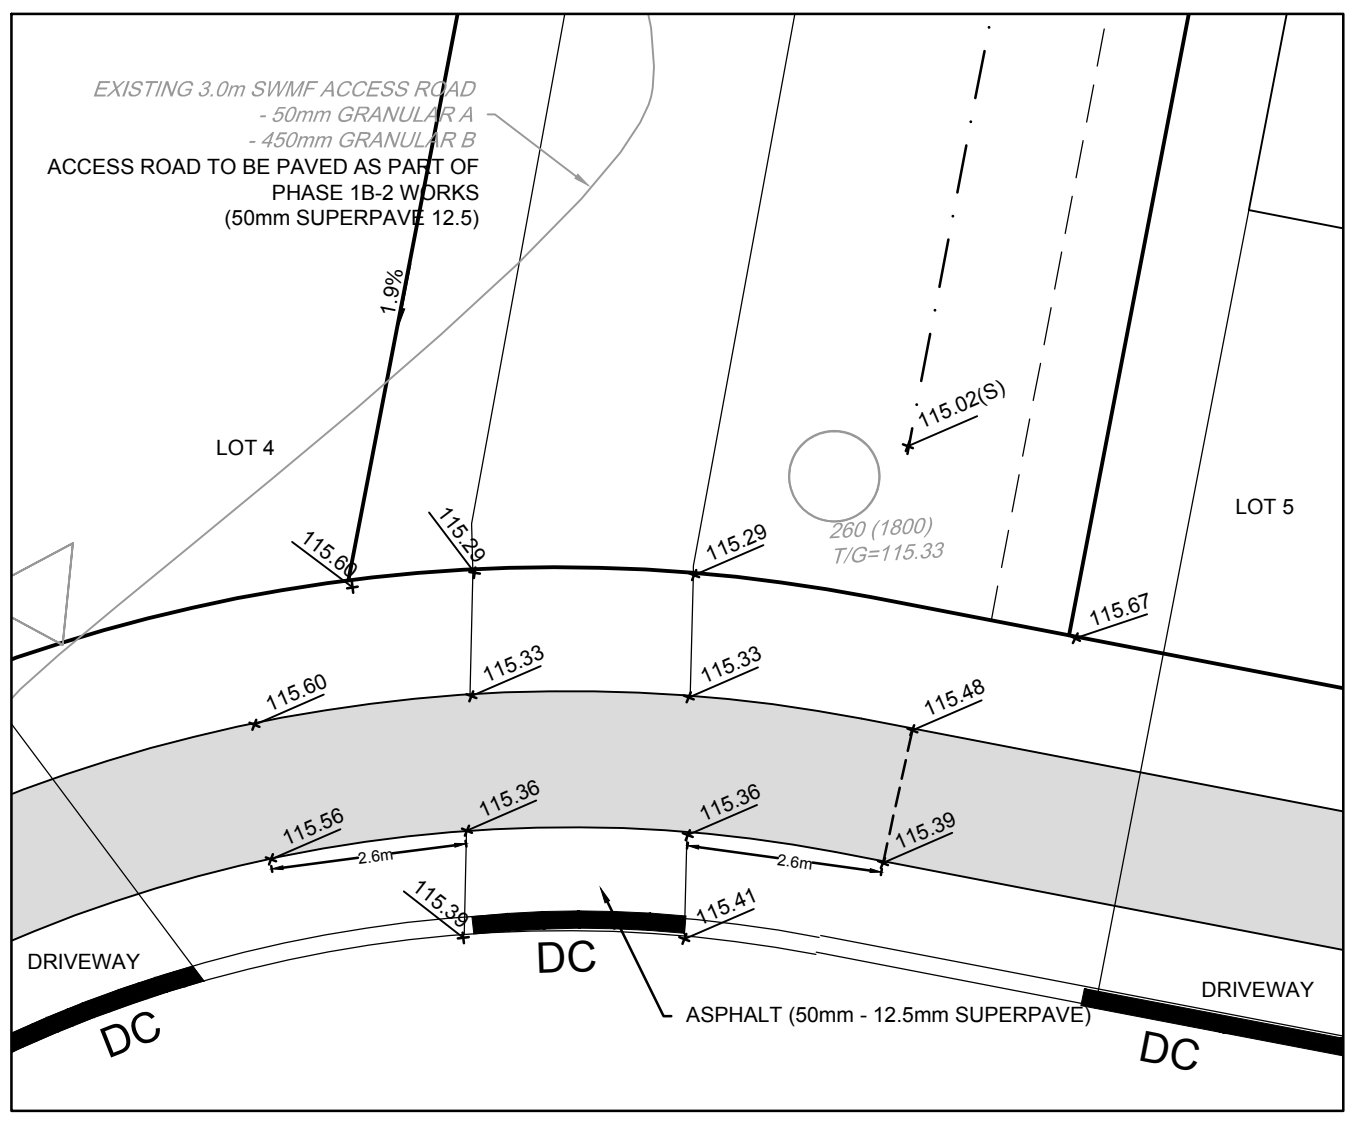 EXISTING 3.0m SWMF ACCESS ROAD
- 50mm GRANULAR A
- 450mm GRANULAR B
ACCESS ROAD TO BE PAVED AS PART OF
PHASE 1B-2 WORKS
(50mm SUPERPAVE 12.5)
1.9%
115.02(S)
LOT 4
LOT 5
260 (1800)
T/G=115.33
115.60
115.29
115.29
115.67
115.60
115.33
115.33
115.48
115.56
115.36
115.36
115.39
2.6m
2.6m
115.39
115.41
DRIVEWAY
DC
DRIVEWAY
ASPHALT (50mm - 12.5mm SUPERPAVE)
DC
DC